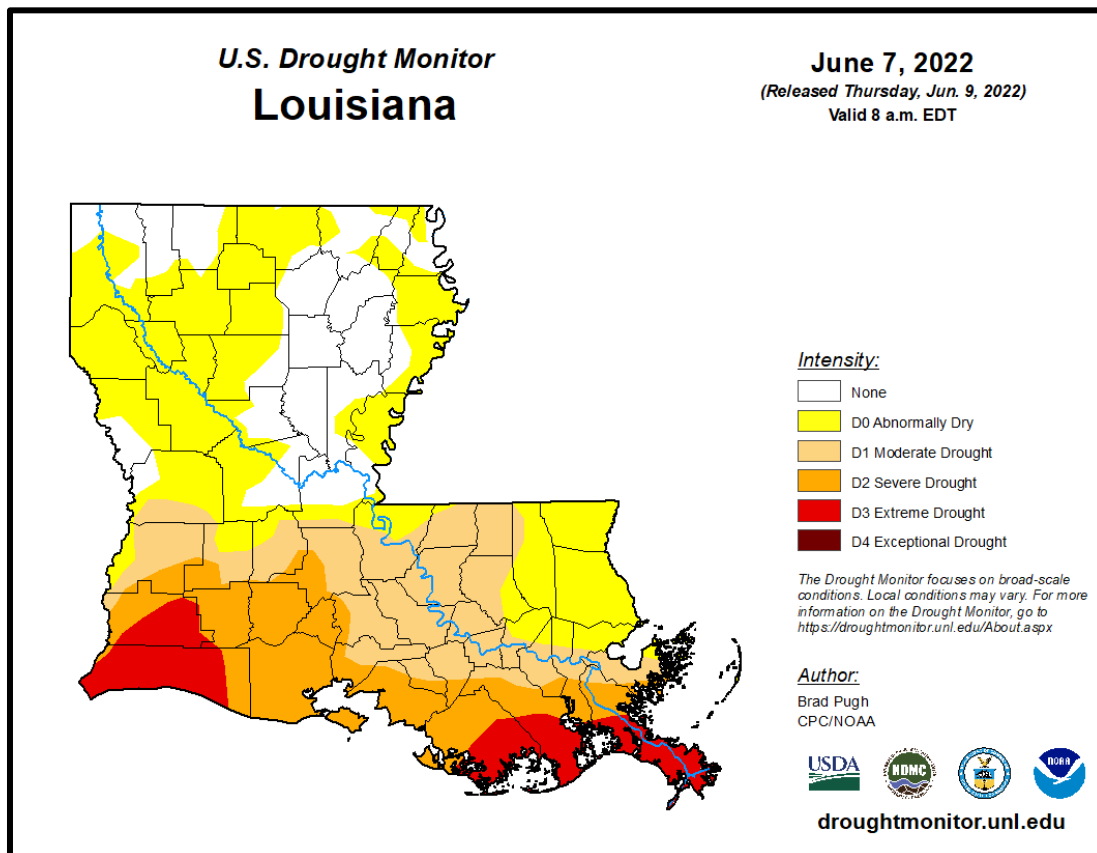 U.S. Drought Monitor
Louisiana
June 7, 2022
(Released Thursday, Jun. 9, 2022)
Valid 8 a.m. EDT
Intensity:
None
D0 Abnormally Dry
D1 Moderate Drought
D2 Severe Drought
D3 Extreme Drought
D4 Exceptional Drought
The Drought Monitor focuses on broad-scale
conditions. Local conditions may vary. For more
information on the Drought Monitor, go to
https://droughtmonitor.unl.edu/About.aspx
Author:
Brad Pugh
CPC/NOAA
USDA
NDMC
NOAA
droughtmonitor.unl.edu